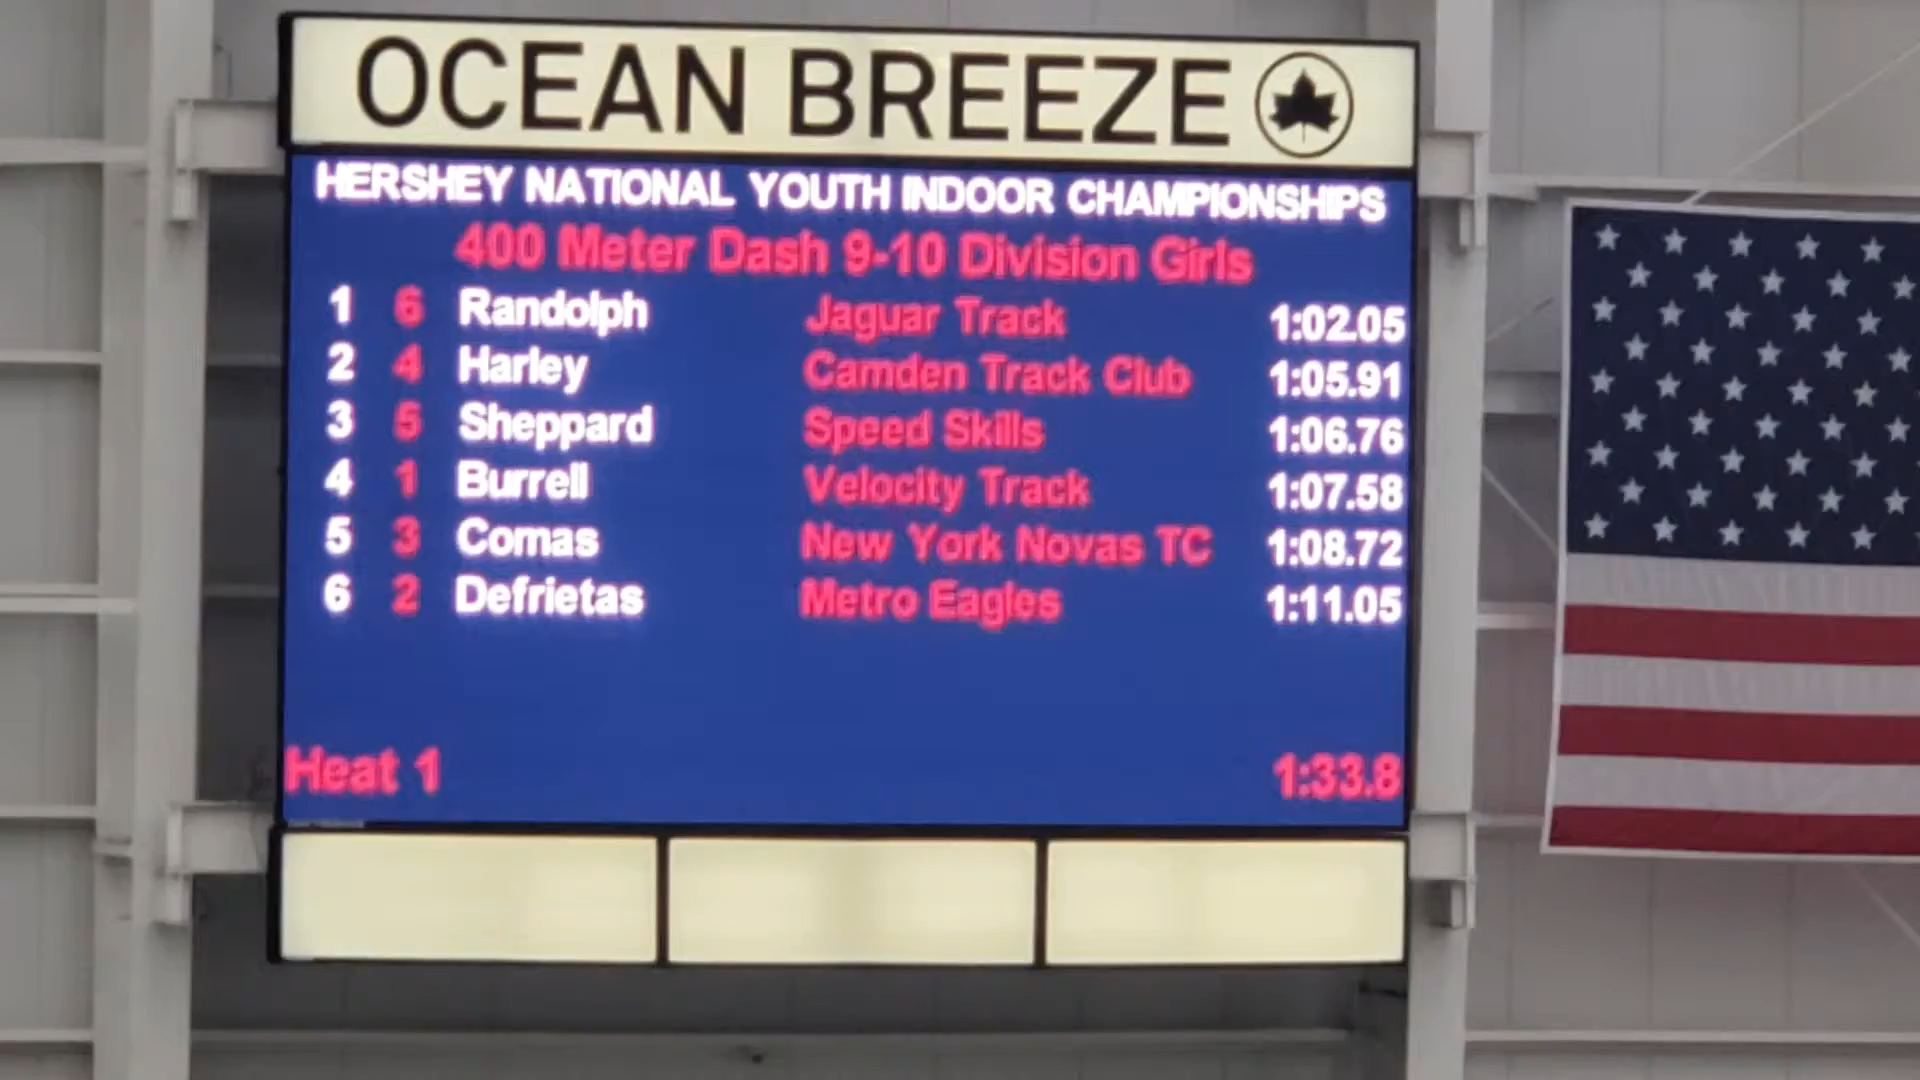 OCEAN BREEZE
HERSHEY NATIONAL YOUTH INDOOR CHAMPIONSHIPS
400 Meter Dash 9-10 Division Girls
1 6 Randolph Jaguar Track 1:02.05
2 4 Harley Camden Track Club 1:05.91
3 5 Sheppard Speed Skills 1:06.76
4 1 Burrell Velocity Track 1:07.58
5 3 Comas New York Novas TC 1:08.72
6 2 Defrietas Metro Eagles 1:11.05
Heat 1 1:33.8